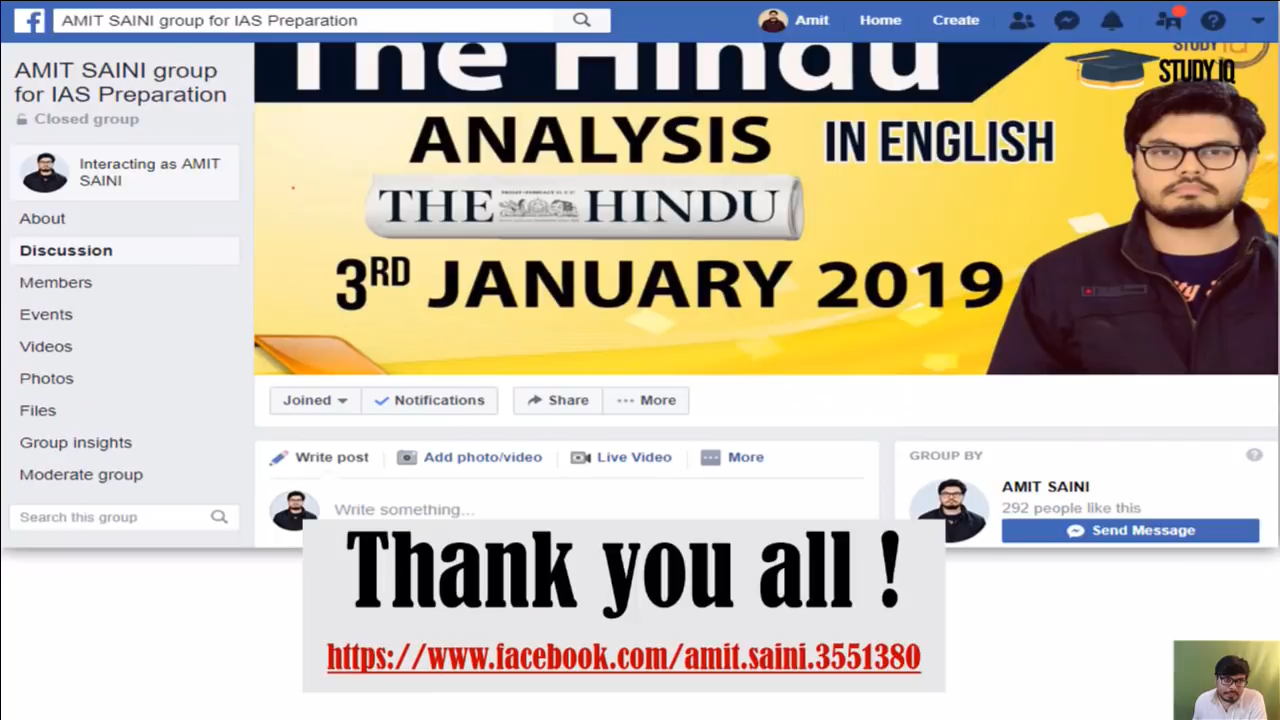 AMIT SAINI group for IAS Preparation
Amit
Home
Create
AMIT SAINI group
for IAS Preparation
Closed group
Interacting as AMIT
SAINI
About
Discussion
Members
Events
Videos
Photos
Files
Group insights
Moderate group
Search this group
The Hindu
STUDY IQ
STUDY IQ
ANALYSIS IN ENGLISH
THE HINDU
3RD JANUARY 2019
Joined
Notifications
Share
More
Write post
Add photo/video
Live Video
More
Write something...
GROUP BY
AMIT SAINI
292 people like this
Send Message
Thank you all !
https://www.facebook.com/amit.saini.3551380